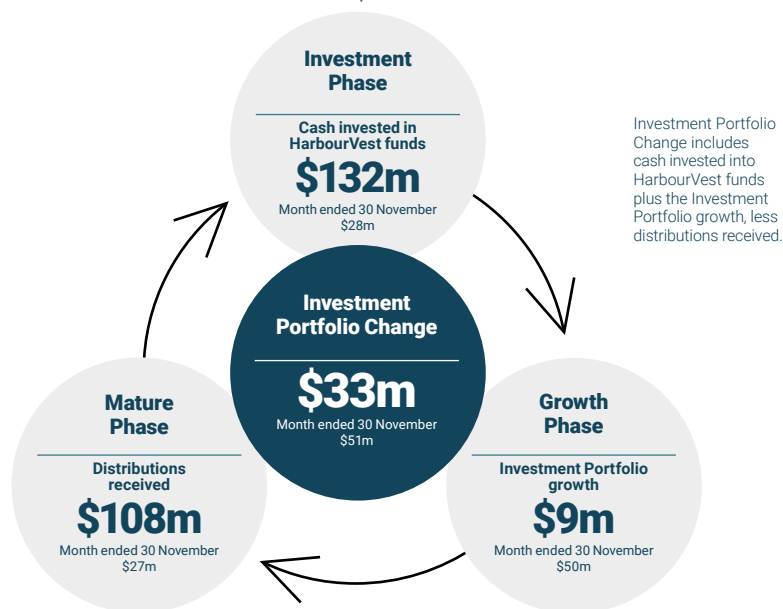 Investment
Phase
Cash invested in
HarbourVest funds
$132m
Month ended 30 November
$28m
Investment Portfolio
Change includes
cash invested into
HarbourVest funds
plus the Investment
Portfolio growth, less
distributions received.
Investment
Portfolio Change
$33m
Month ended 30 November
$51m
Mature
Phase
Distributions
received
$108m
Month ended 30 November
$27m
Growth
Phase
Investment Portfolio
growth
$9m
Month ended 30 November
$50m